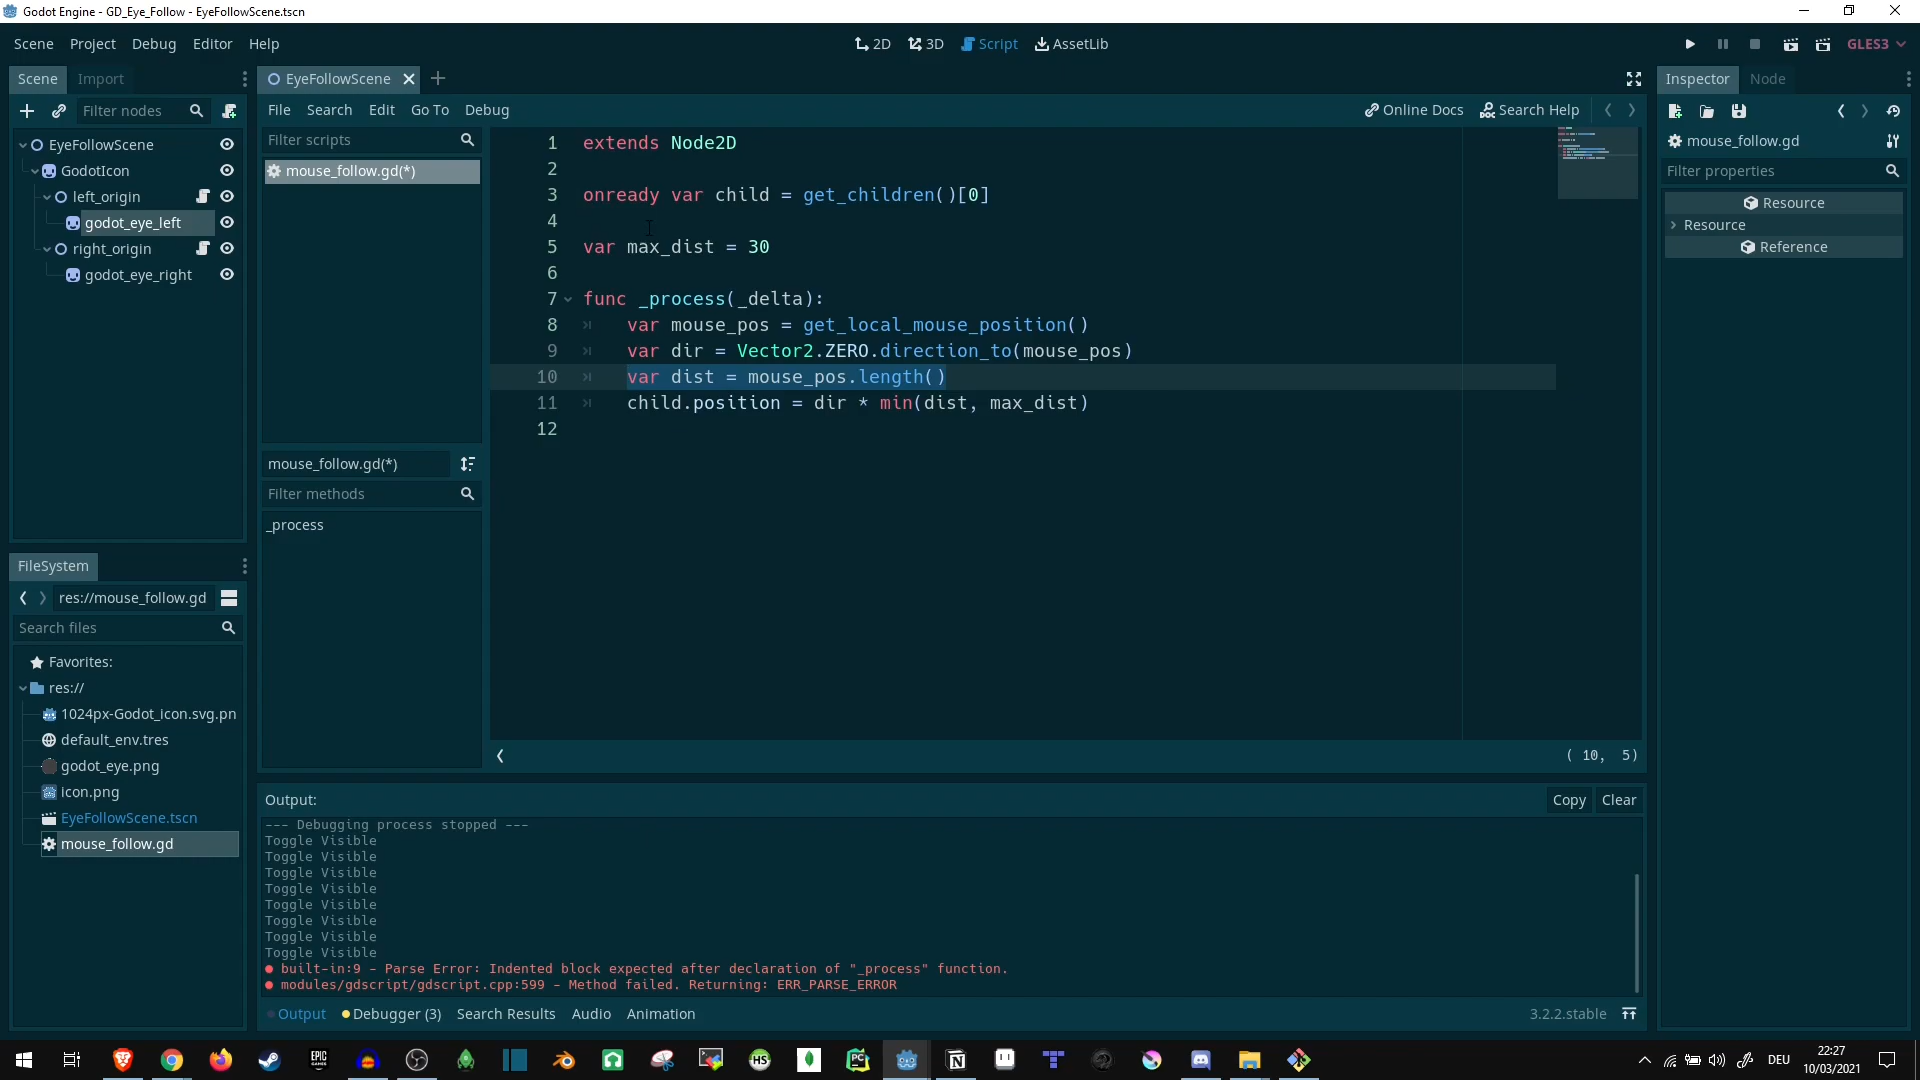 Godot Engine - GD_Eye_Follow - EyeFollowScene.tscn
Scene Project Debug Editor Help
2D 3D Script AssetLib
GLES3
Scene Import
Filter nodes
EyeFollowScene
GodotIcon
left_origin
godot_eye_left
right_origin
godot_eye_right
FileSystem
res://mouse_follow.gd
Search files
Favorites:
res://
1024px-Godot_icon.svg.pn
default_env.tres
godot_eye.png
icon.png
EyeFollowScene.tscn
mouse_follow.gd
EyeFollowScene
File Search Edit Go To Debug
Online Docs Search Help
Filter scripts
mouse_follow.gd(*)
mouse_follow.gd(*)
Filter methods
_process
1 extends Node2D
2
3 onready var child = get_children()[0]
4
5 var max_dist = 30
6
7 func _process(_delta):
8 var mouse_pos = get_local_mouse_position()
9 var dir = Vector2.ZERO.direction_to(mouse_pos)
10 var dist = mouse_pos.length()
11 child.position = dir * min(dist, max_dist)
12
( 10, 5)
Output:
Copy Clear
--- Debugging process stopped ---
Toggle Visible
Toggle Visible
Toggle Visible
Toggle Visible
Toggle Visible
Toggle Visible
Toggle Visible
Toggle Visible
built-in:9 - Parse Error: Indented block expected after declaration of "_process" function.
modules/gdscript/gdscript.cpp:599 - Method failed. Returning: ERR_PARSE_ERROR
Output Debugger (3) Search Results Audio Animation
3.2.2.stable
Inspector Node
mouse_follow.gd
Filter properties
Resource
Resource
Reference
EPIC GAMES
HS
PC
N
DEU
22:27
10/03/2021